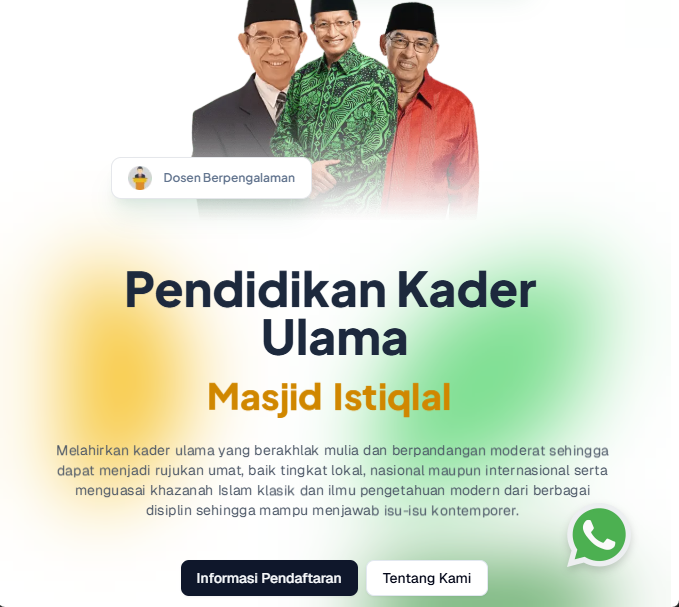 Dosen Berpengalaman
Pendidikan Kader
Ulama
Masjid Istiqlal
Melahirkan kader ulama yang berakhlak mulia dan berpandangan moderat sehingga
dapat menjadi rujukan umat, baik tingkat lokal, nasional maupun internasional serta
menguasai khazanah Islam klasik dan ilmu pengetahuan modern dari berbagai
disiplin sehingga mampu menjawab isu-isu kontemporer.
Informasi Pendaftaran
Tentang Kami